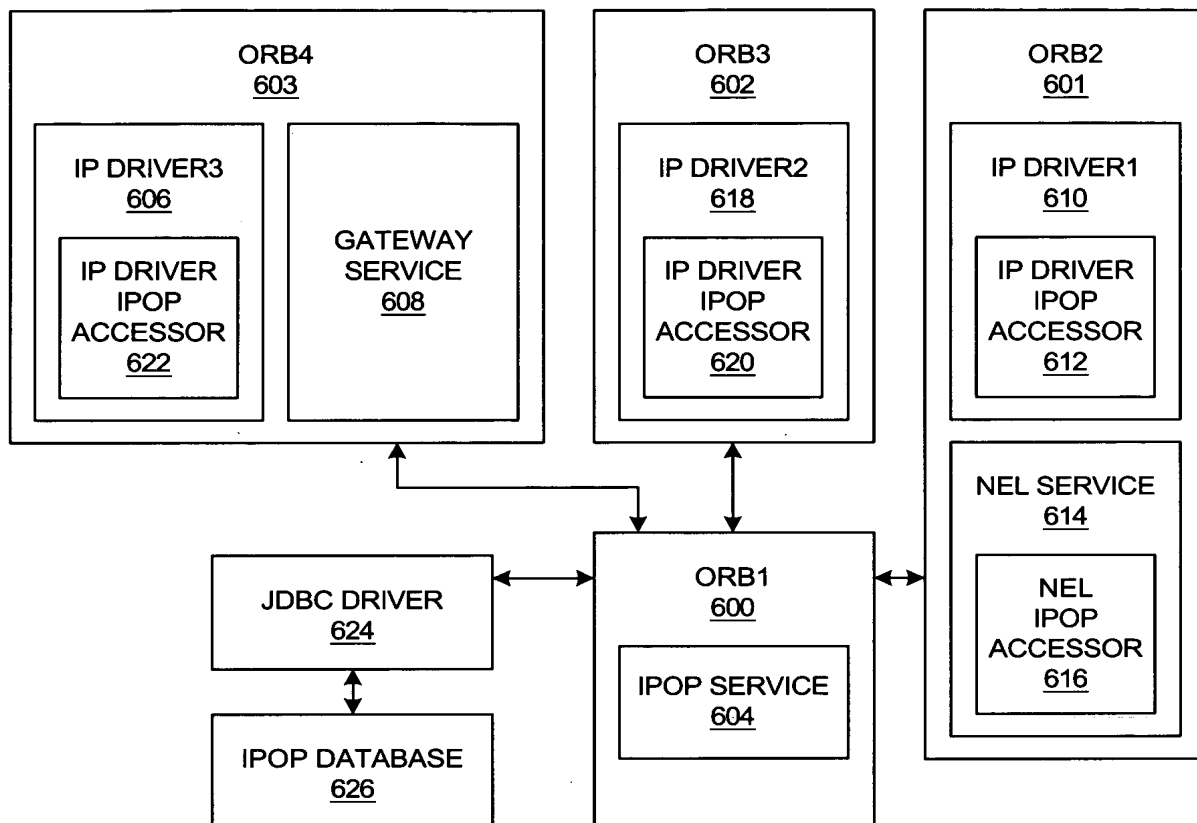 ORB4
603
IP DRIVER3
606
IP DRIVER
IPOP
ACCESSOR
622
GATEWAY
SERVICE
608
ORB3
602
IP DRIVER2
618
IP DRIVER
IPOP
ACCESSOR
620
ORB2
601
IP DRIVER1
610
IP DRIVER
IPOP
ACCESSOR
612
NEL SERVICE
614
NEL
IPOP
ACCESSOR
616
JDBC DRIVER
624
IPOP DATABASE
626
ORB1
600
IPOP SERVICE
604